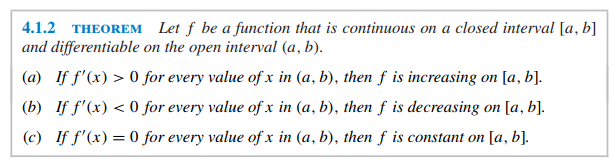 4.1.2 THEOREM Let f be a function that is continuous on a closed interval [a, b]
and differentiable on the open interval (a, b).
(a) If f′(x) > 0 for every value of x in (a, b), then f is increasing on [a, b].
(b) If f′(x) < 0 for every value of x in (a, b), then f is decreasing on [a, b].
(c) If f′(x) = 0 for every value of x in (a, b), then f is constant on [a, b].